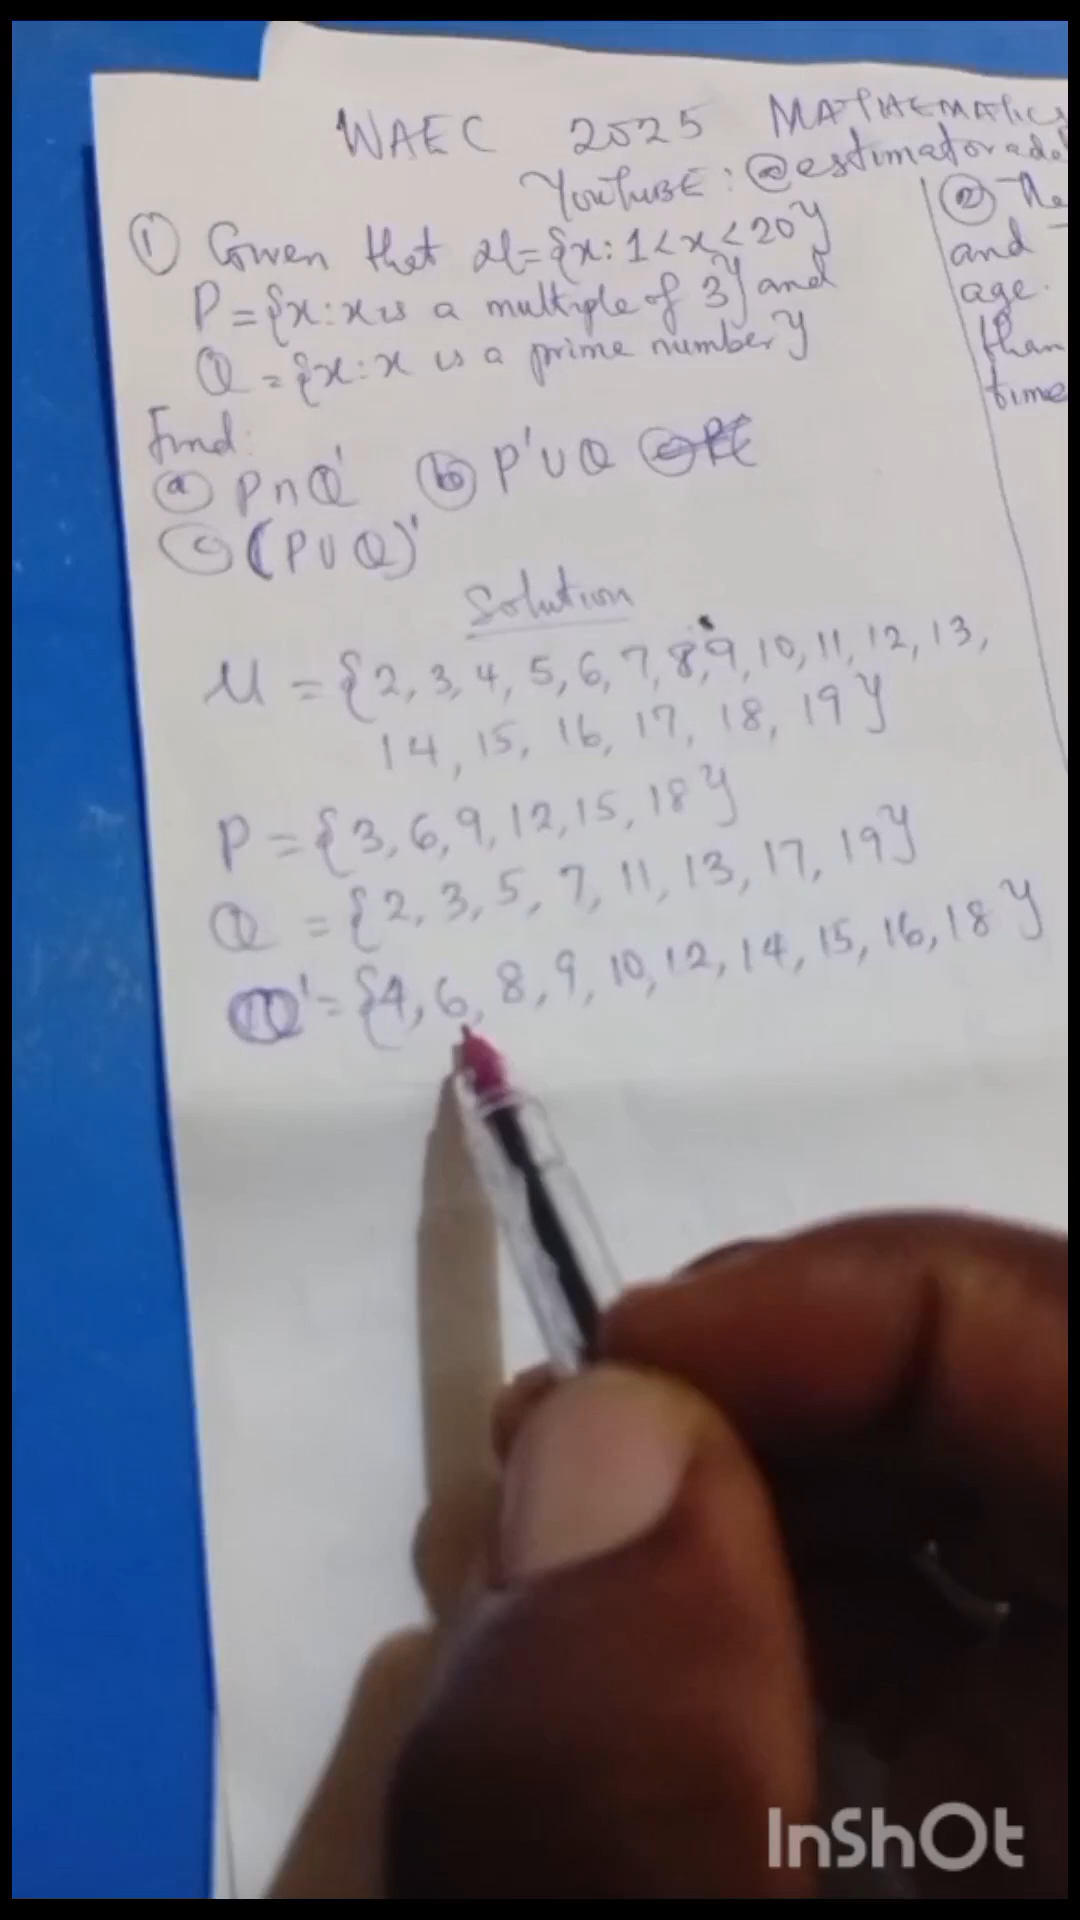 WAEC 2025 MATHEMATICS
YOUTUBE: @estimatorade
① Given that U={x: 1<x<20}
P={x:x is a multiple of 3} and
Q={x:x is a prime number}
Find:
ⓐ P∩Q' ⓑ P'∪Q
ⓒ (P∪Q)'
Solution
U = {2, 3, 4, 5, 6, 7, 8, 9, 10, 11, 12, 13,
14, 15, 16, 17, 18, 19}
P = {3, 6, 9, 12, 15, 18}
Q = {2, 3, 5, 7, 11, 13, 17, 19}
Q' = {4, 6, 8, 9, 10, 12, 14, 15, 16, 18}
② The
and
age.
than
time
InShOt